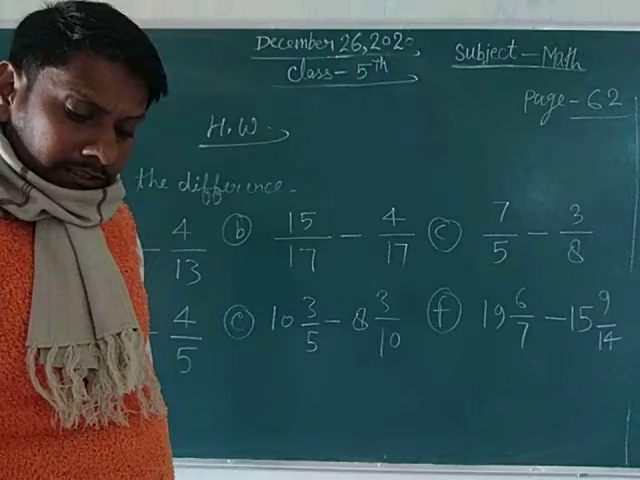 December 26, 2020
Subject - Math
Class - 5th
Page - 62
H.W.
the difference.
- 4/13 (b) 15/17 - 4/17 (c) 7/5 - 3/8
- 4/5 (e) 10 3/5 - 8 3/10 (f) 19 6/7 - 15 9/14